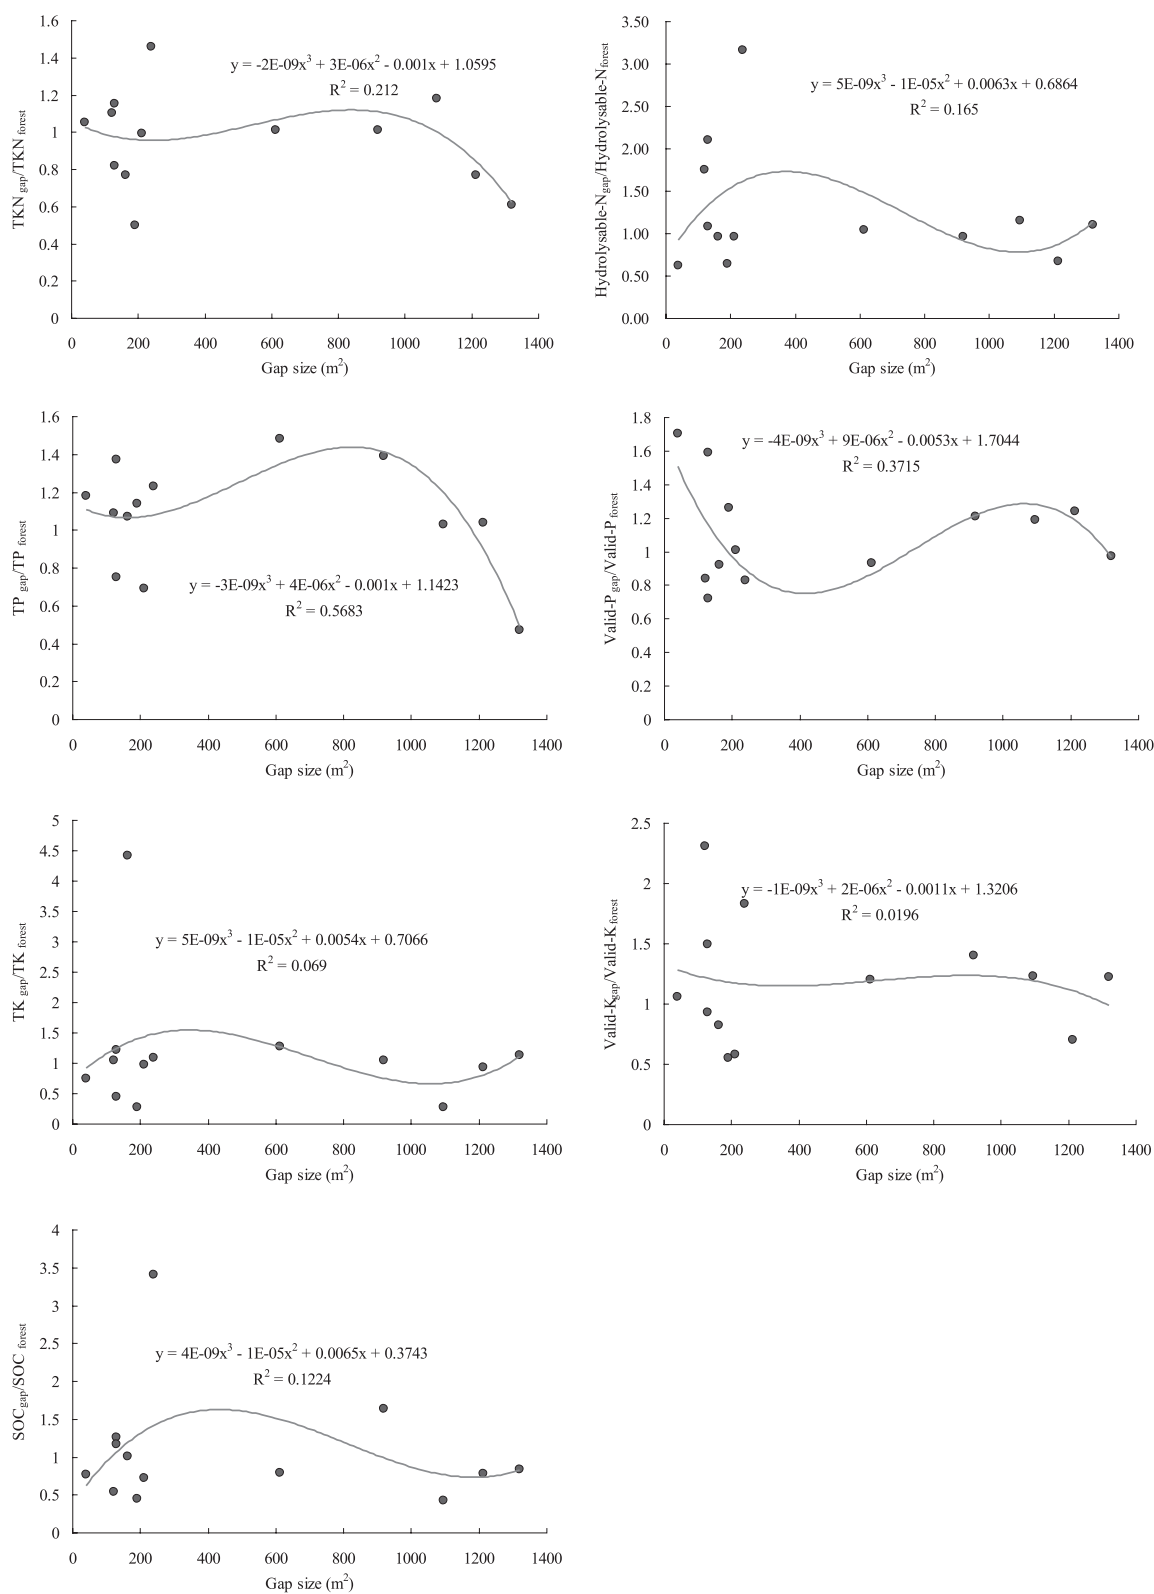 1.6
1.4
1.2
1
0.8
0.6
0.4
0.2
0
TKN gap/TKN forest
y = -2E-09x³ + 3E-06x² - 0.001x + 1.0595
R² = 0.212
0 200 400 600 800 1000 1200 1400
Gap size (m²)
3.50
3.00
2.50
2.00
1.50
1.00
0.50
0.00
Hydrolysable-Ngap/Hydrolysable-Nforest
y = 5E-09x³ - 1E-05x² + 0.0063x + 0.6864
R² = 0.165
0 200 400 600 800 1000 1200 1400
Gap size (m²)
1.6
1.4
1.2
1
0.8
0.6
0.4
0.2
0
TP gap/TP forest
y = -3E-09x³ + 4E-06x² - 0.001x + 1.1423
R² = 0.5683
0 200 400 600 800 1000 1200 1400
Gap size (m²)
1.8
1.6
1.4
1.2
1
0.8
0.6
0.4
0.2
0
Valid-P gap/Valid-P forest
y = -4E-09x³ + 9E-06x² - 0.0053x + 1.7044
R² = 0.3715
0 200 400 600 800 1000 1200 1400
Gap size (m²)
5
4.5
4
3.5
3
2.5
2
1.5
1
0.5
0
TK gap/TK forest
y = 5E-09x³ - 1E-05x² + 0.0054x + 0.7066
R² = 0.069
0 200 400 600 800 1000 1200 1400
Gap size (m²)
2.5
2
1.5
1
0.5
0
Valid-Kgap/Valid-Kforest
y = -1E-09x³ + 2E-06x² - 0.0011x + 1.3206
R² = 0.0196
0 200 400 600 800 1000 1200 1400
Gap size (m²)
4
3.5
3
2.5
2
1.5
1
0.5
0
SOCgap/SOC forest
y = 4E-09x³ - 1E-05x² + 0.0065x + 0.3743
R² = 0.1224
0 200 400 600 800 1000 1200 1400
Gap size (m²)